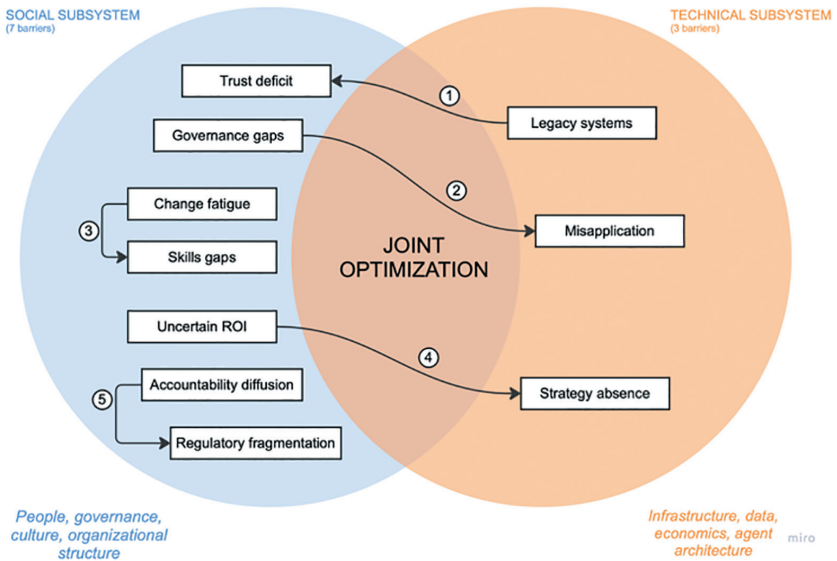 SOCIAL SUBSYSTEM
(7 barriers)
TECHNICAL SUBSYSTEM
(3 barriers)
Trust deficit
1
Legacy systems
Governance gaps
2
Misapplication
Change fatigue
3
Skills gaps
JOINT
OPTIMIZATION
Uncertain ROI
4
Strategy absence
Accountability diffusion
5
Regulatory fragmentation
People, governance,
culture, organizational
structure
Infrastructure, data,
economics, agent
architecture
miro